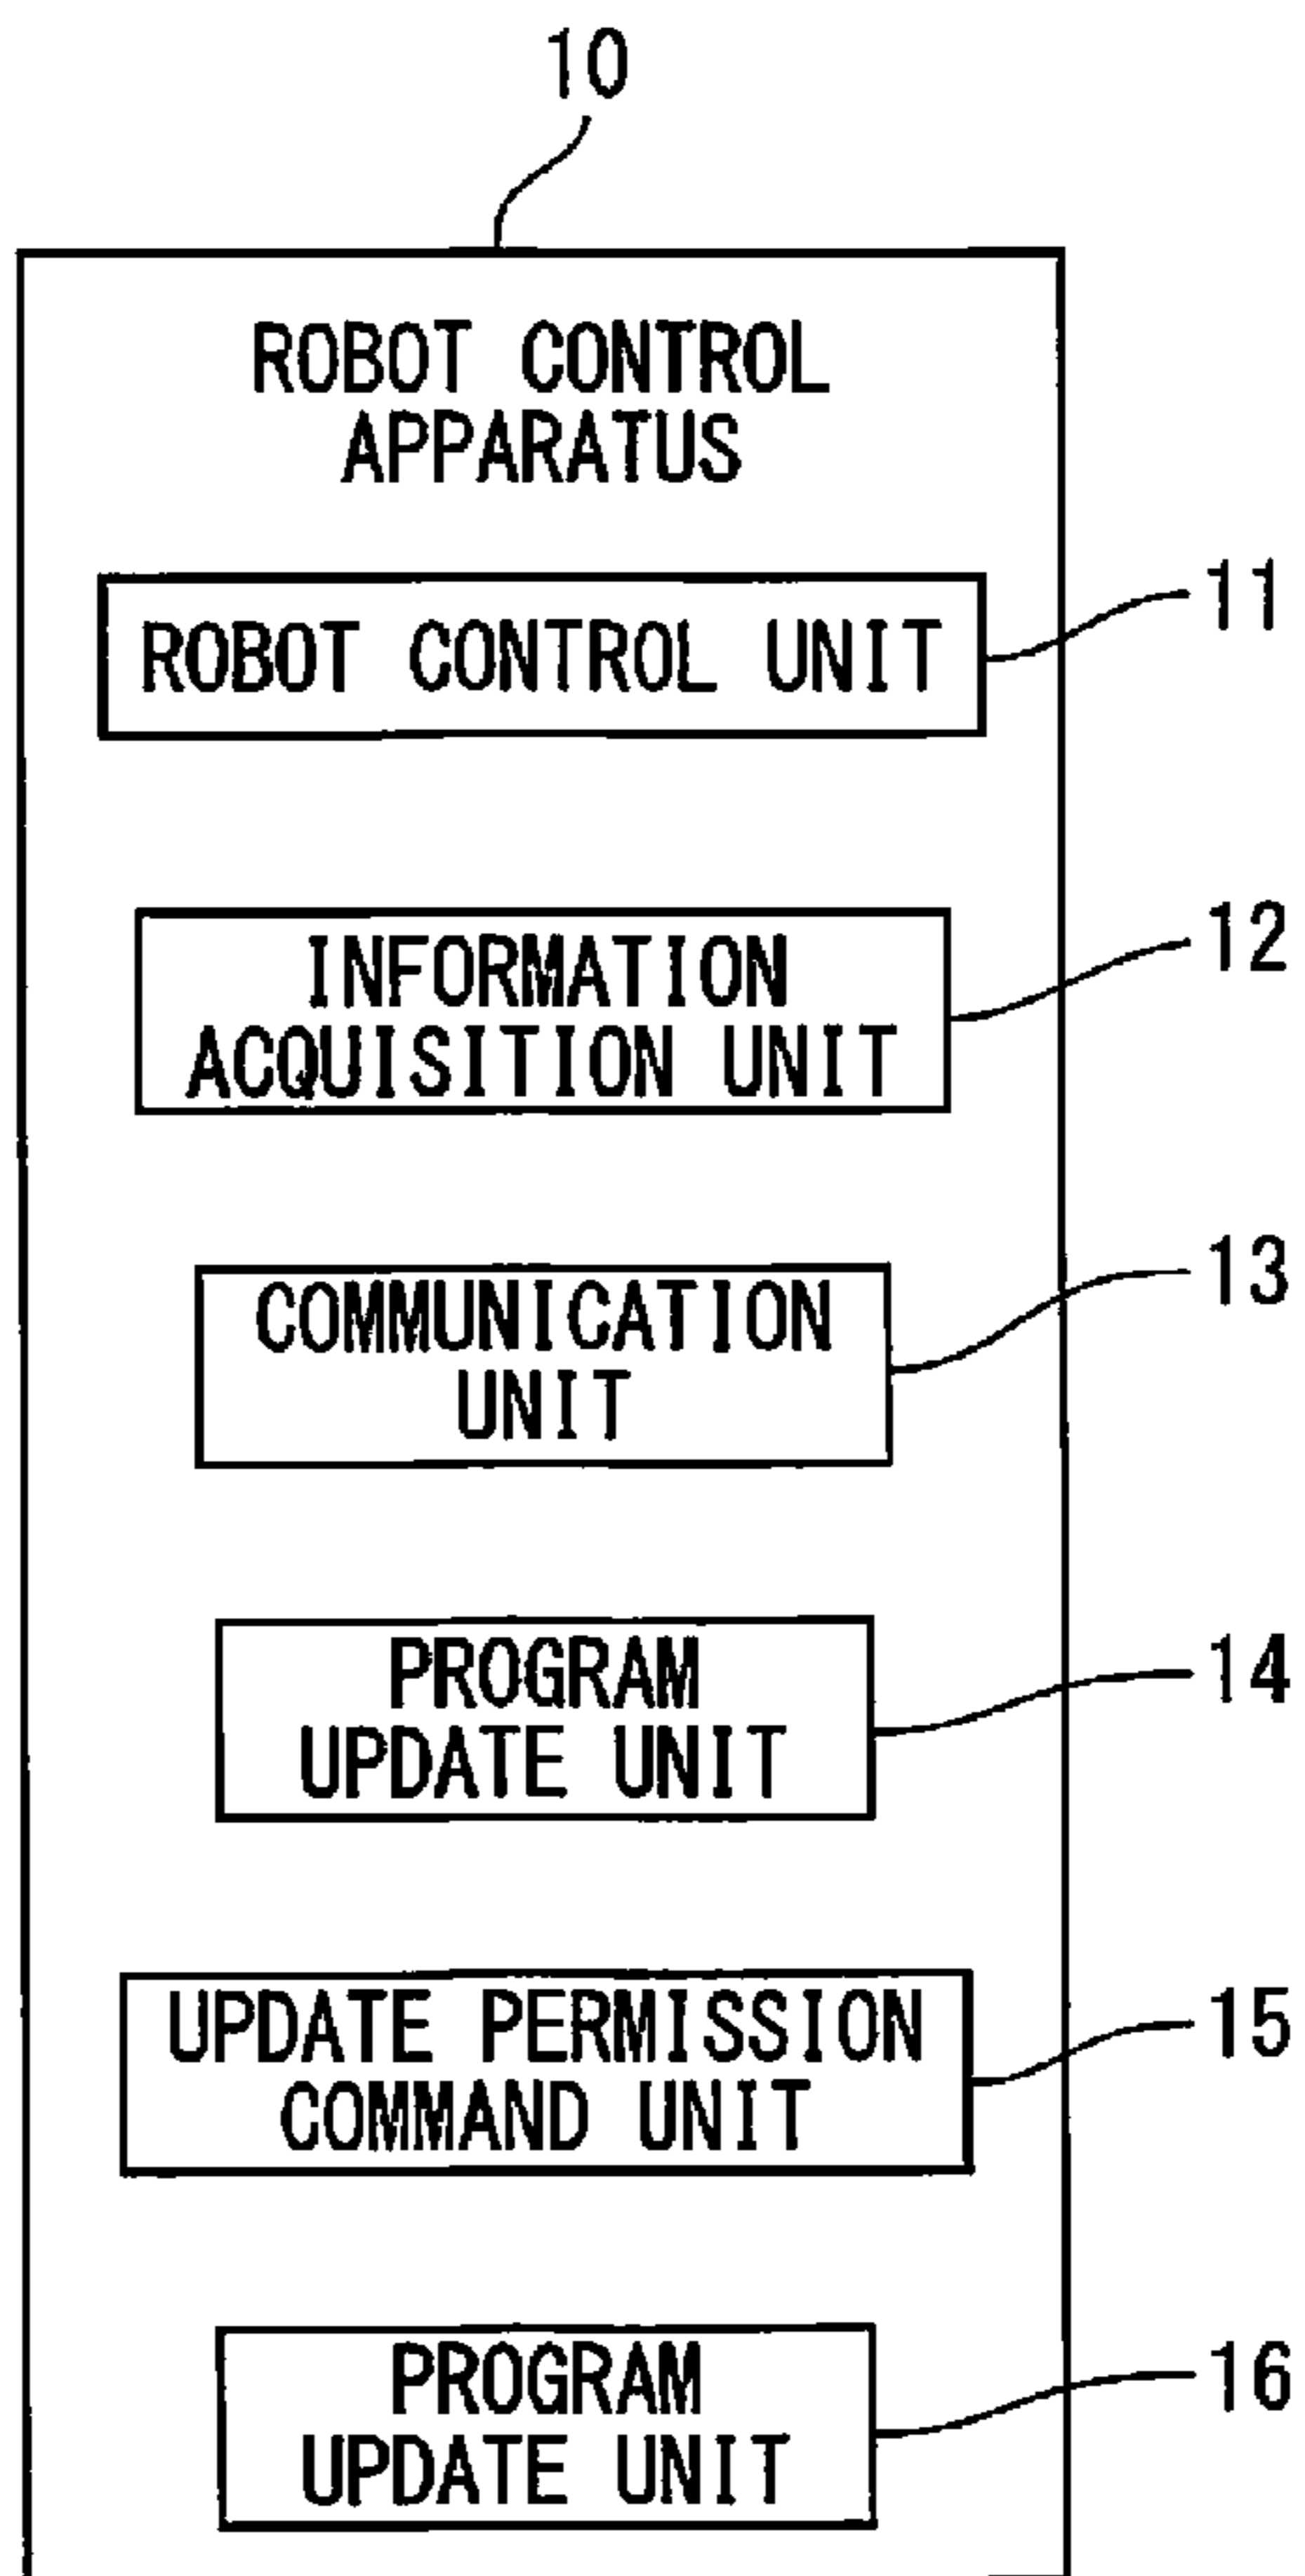 10
ROBOT CONTROL
APPARATUS
ROBOT CONTROL UNIT
11
INFORMATION
ACQUISITION UNIT
12
COMMUNICATION
UNIT
13
PROGRAM
UPDATE UNIT
14
UPDATE PERMISSION
COMMAND UNIT
15
PROGRAM
UPDATE UNIT
16